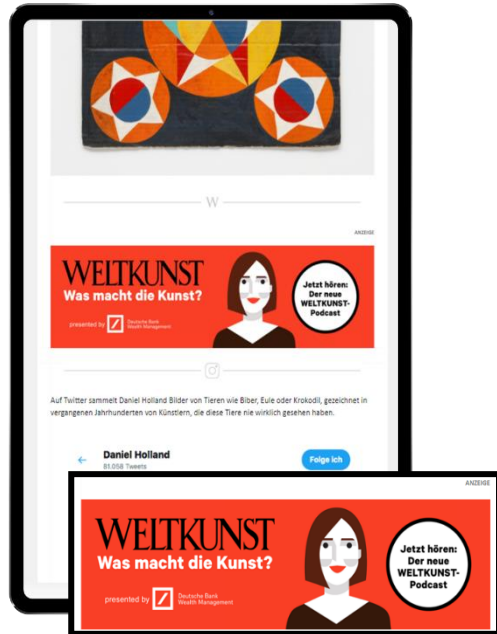 W
ANZEIGE
WELTKUNST
Was macht die Kunst?
presented by
Deutsche Bank
Wealth Management
Jetzt hören:
Der neue
WELTKUNST-
Podcast
Auf Twitter sammelt Daniel Holland Bilder von Tieren wie Biber, Eule oder Krokodil, gezeichnet in
vergangenen Jahrhunderten von Künstlern, die diese Tiere nie wirklich gesehen haben.
Daniel Holland
81.058 Tweets
Folge ich
ANZEIGE
WELTKUNST
Was macht die Kunst?
presented by
Deutsche Bank
Wealth Management
Jetzt hören:
Der neue
WELTKUNST-
Podcast